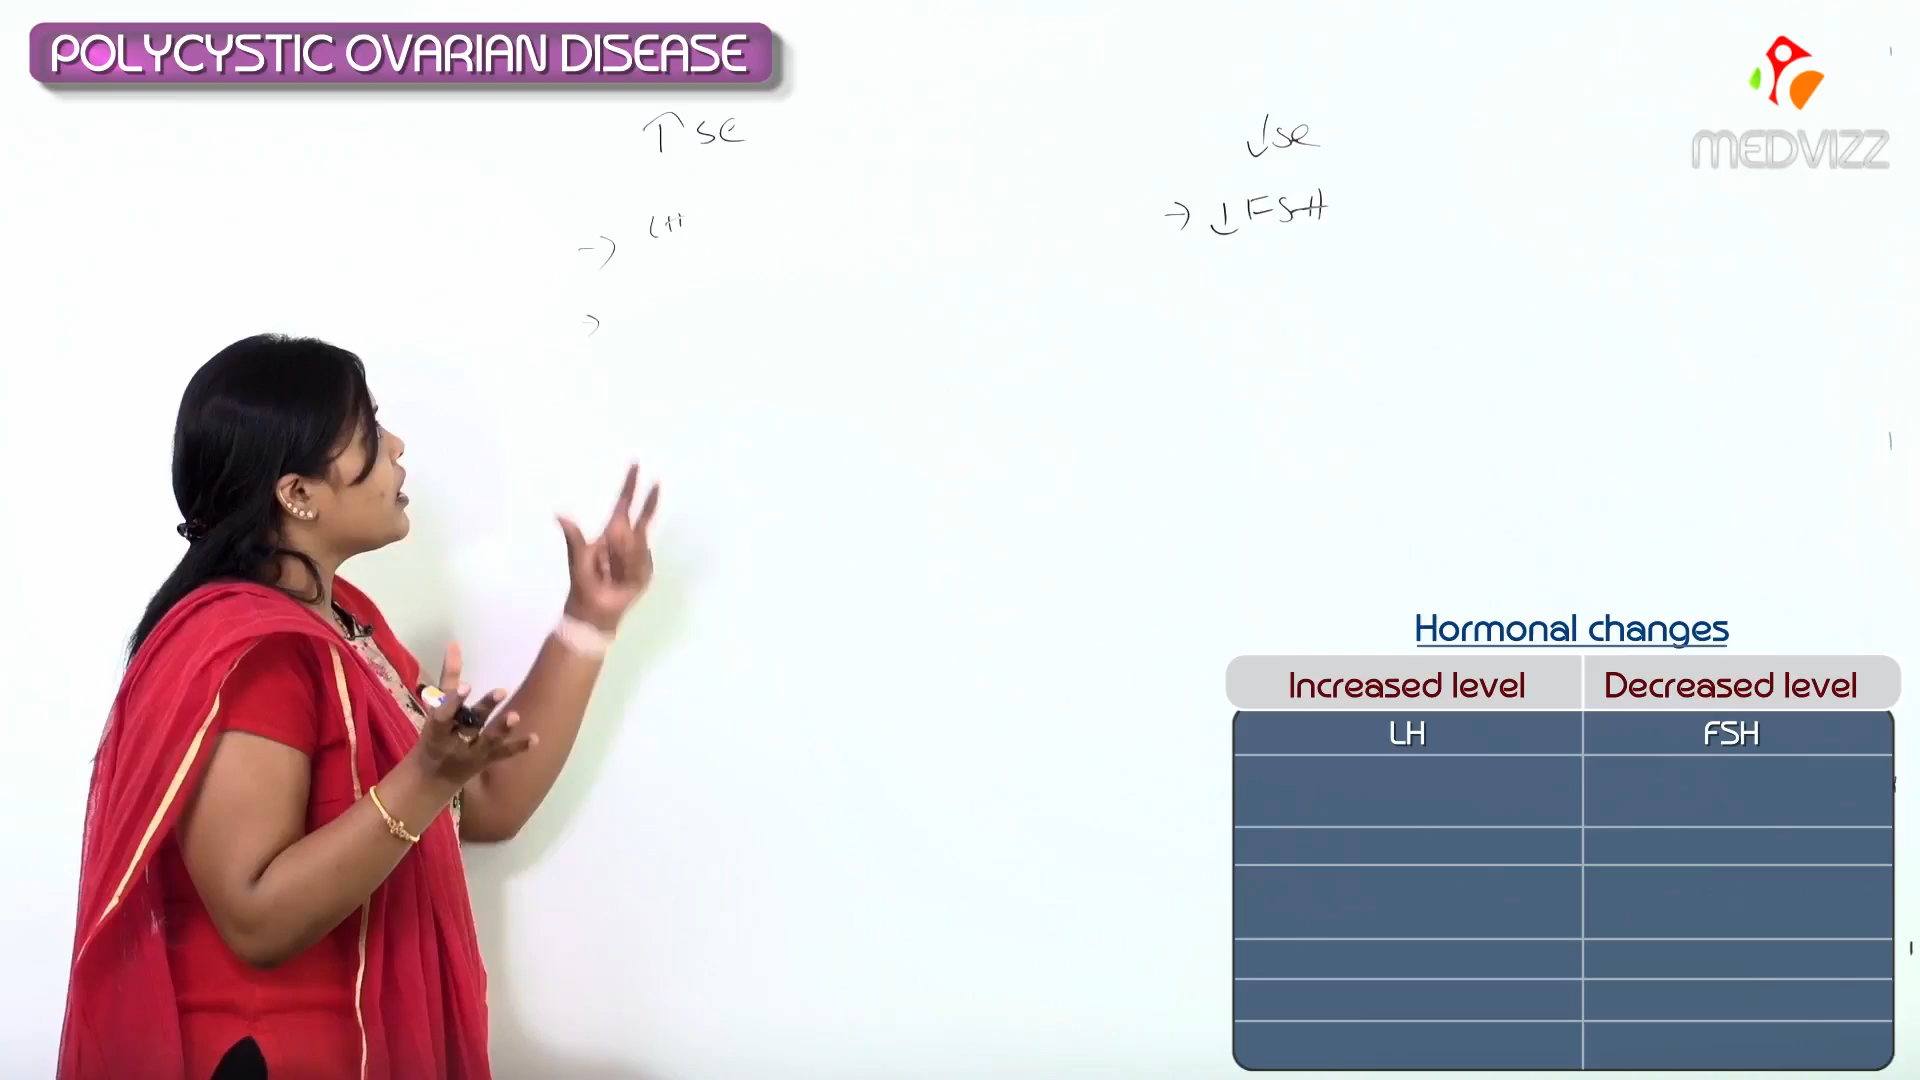 POLYCYSTIC OVARIAN DISEASE
MEDVIZZ
↑se ↓se
→ LH → ↓FSH
→
Hormonal changes
Increased level Decreased level
LH FSH